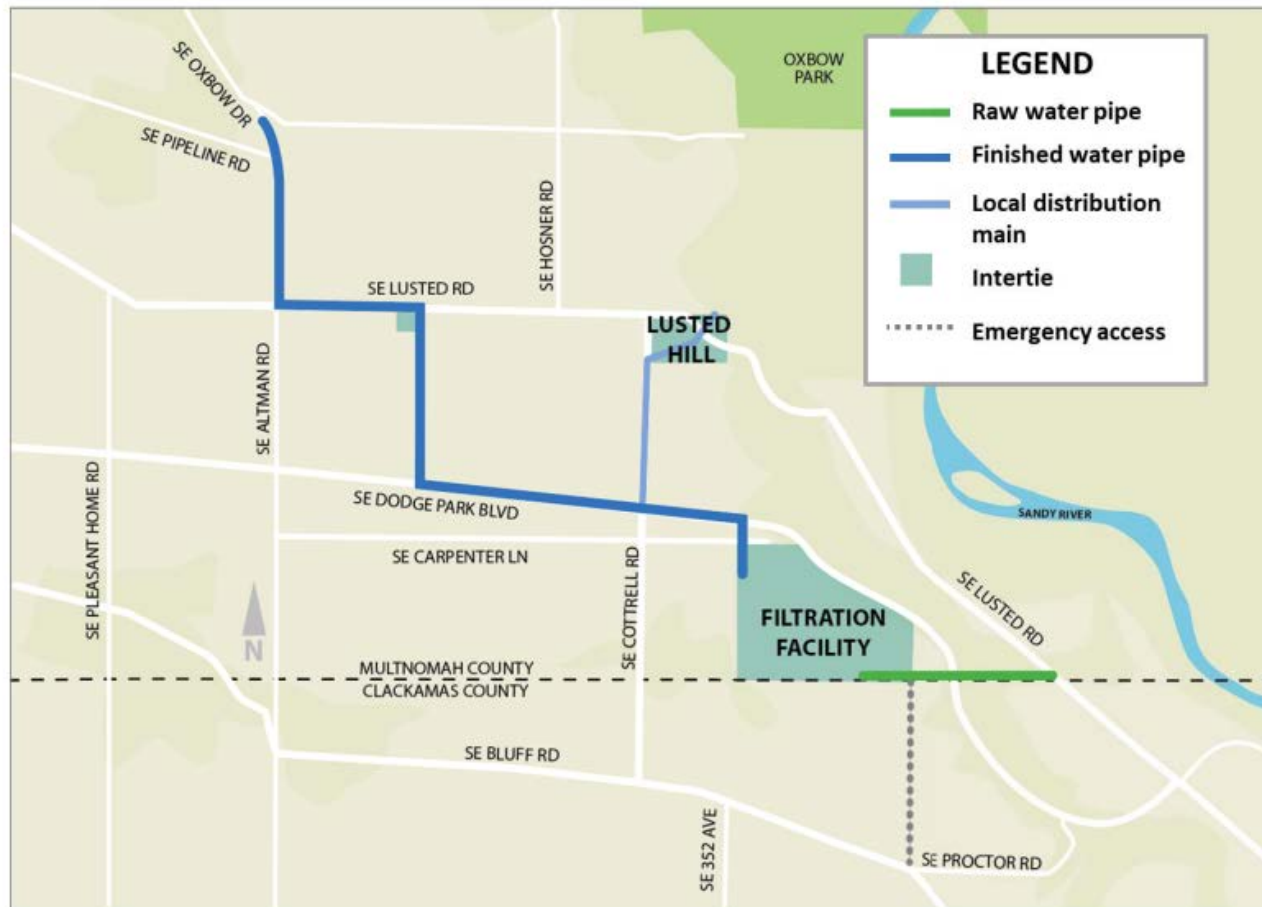 OXBOW
PARK
LEGEND
Raw water pipe
Finished water pipe
Local distribution
main
Intertie
Emergency access
SE OXBOW DR
SE PIPELINE RD
SE HOSNER RD
SE LUSTED RD
LUSTED
HILL
SE ALTMAN RD
SE PLEASANT HOME RD
SE DODGE PARK BLVD
SANDY RIVER
SE CARPENTER LN
SE COTTRELL RD
SE LUSTED RD
FILTRATION
FACILITY
N
MULTNOMAH COUNTY
CLACKAMAS COUNTY
SE BLUFF RD
SE 352 AVE
SE PROCTOR RD